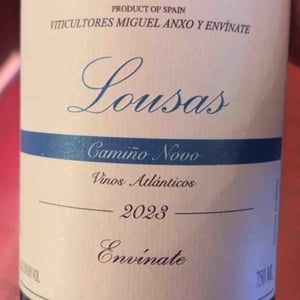 PRODUCT OF SPAIN
VITICULTORES MIGUEL ANXO Y ENVÍNATE
Lousas
Camiño Novo
Vinos Atlánticos
2023
Envínate
750 ML